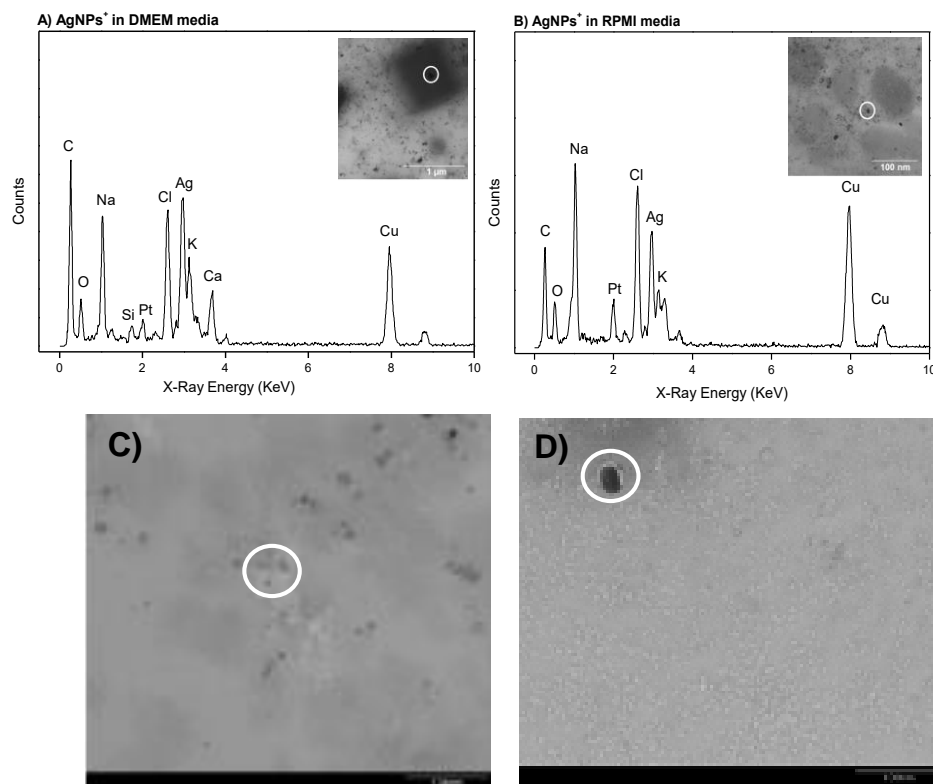 A) AgNPs⁺ in DMEM media
Counts
C
O
Na
Si
Pt
Cl
Ag
K
Ca
Cu
1 µm
0
2
4
6
8
10
X-Ray Energy (KeV)
B) AgNPs⁺ in RPMI media
Counts
C
O
Na
Pt
Cl
Ag
K
Cu
Cu
100 nm
0
2
4
6
8
10
X-Ray Energy (KeV)
C)
D)